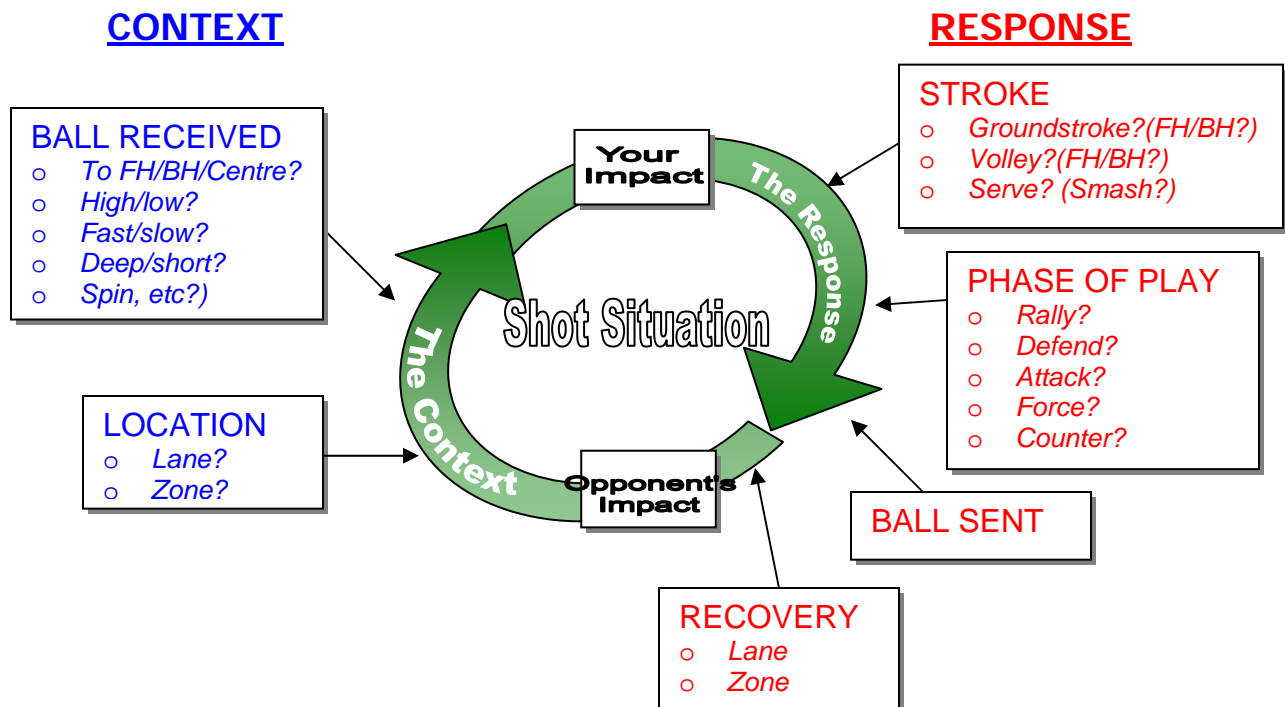 CONTEXT
RESPONSE
BALL RECEIVED
o To FH/BH/Centre?
o High/low?
o Fast/slow?
o Deep/short?
o Spin, etc?)
LOCATION
o Lane?
o Zone?
Your
Impact
The Response
Shot Situation
The Context
Opponent's
Impact
STROKE
o Groundstroke?(FH/BH?)
o Volley?(FH/BH?)
o Serve? (Smash?)
PHASE OF PLAY
o Rally?
o Defend?
o Attack?
o Force?
o Counter?
BALL SENT
RECOVERY
o Lane
o Zone